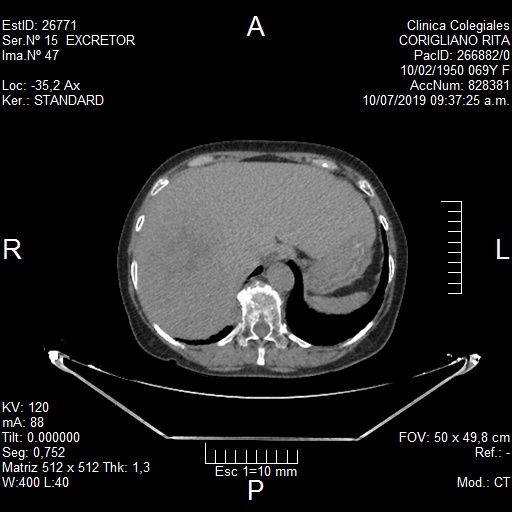 EstID: 26771
Ser.Nº 15 EXCRETOR
Ima.Nº 47
Loc: -35,2 Ax
Ker.: STANDARD
A
Clinica Colegiales
CORIGLIANO RITA
PacID: 266882/0
10/02/1950 069Y F
AccNum: 828381
10/07/2019 09:37:25 a.m.
R
L
KV: 120
mA: 88
Tilt: 0.000000
Seg: 0,752
Matriz 512 x 512 Thk: 1,3
W:400 L:40
Esc 1=10 mm
P
FOV: 50 x 49,8 cm
Ref.: -
Mod.: CT